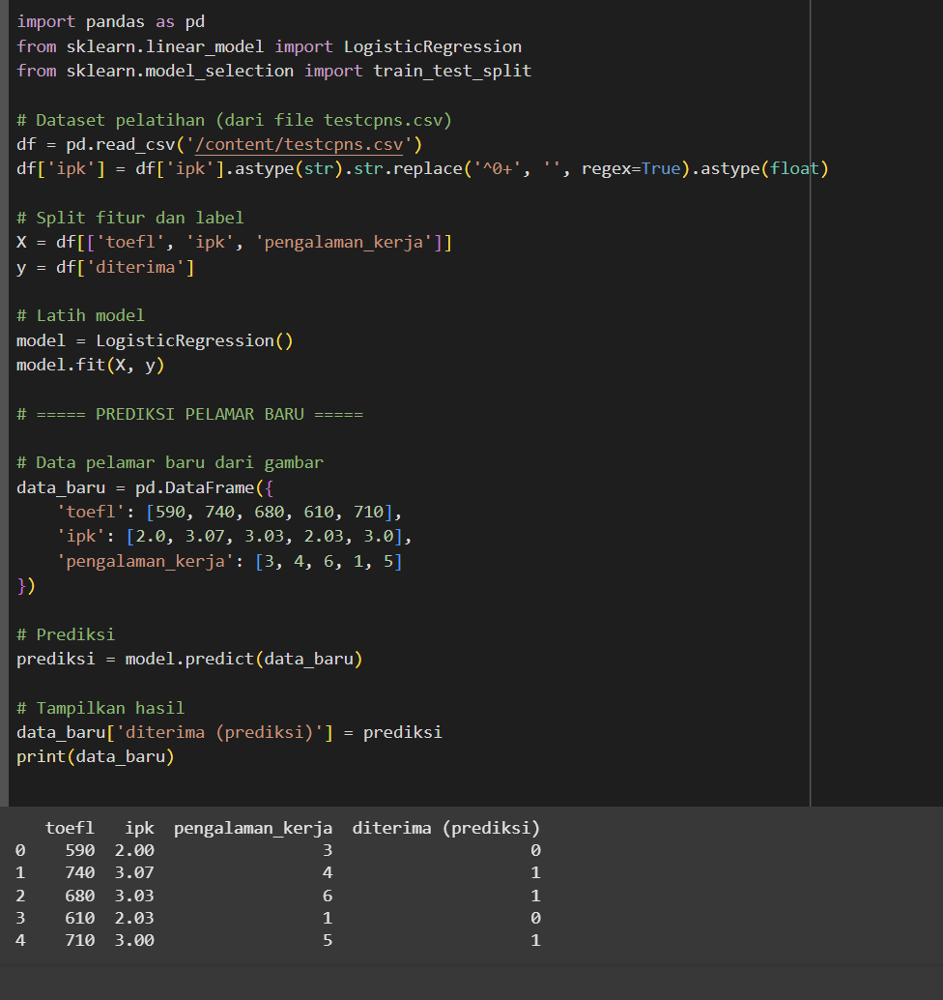 import pandas as pd
from sklearn.linear_model import LogisticRegression
from sklearn.model_selection import train_test_split
# Dataset pelatihan (dari file testcpns.csv)
df = pd.read_csv('/content/testcpns.csv')
df['ipk'] = df['ipk'].astype(str).str.replace('^0+', '', regex=True).astype(float)
# Split fitur dan label
X = df[['toefl', 'ipk', 'pengalaman_kerja']]
y = df['diterima']
# Latih model
model = LogisticRegression()
model.fit(X, y)
# ===== PREDIKSI PELAMAR BARU =====
# Data pelamar baru dari gambar
data_baru = pd.DataFrame({
    'toefl': [590, 740, 680, 610, 710],
    'ipk': [2.0, 3.07, 3.03, 2.03, 3.0],
    'pengalaman_kerja': [3, 4, 6, 1, 5]
})
# Prediksi
prediksi = model.predict(data_baru)
# Tampilkan hasil
data_baru['diterima (prediksi)'] = prediksi
print(data_baru)
   toefl   ipk  pengalaman_kerja  diterima (prediksi)
0    590  2.00                 3                    0
1    740  3.07                 4                    1
2    680  3.03                 6                    1
3    610  2.03                 1                    0
4    710  3.00                 5                    1